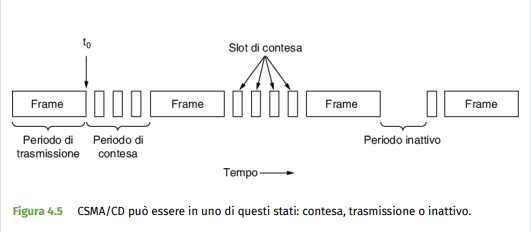 t0
Slot di contesa
Frame
Frame
Frame
Frame
Periodo di
trasmissione
Periodo di
contesa
Periodo inattivo
Tempo
Figura 4.5 CSMA/CD può essere in uno di questi stati: contesa, trasmissione o inattivo.